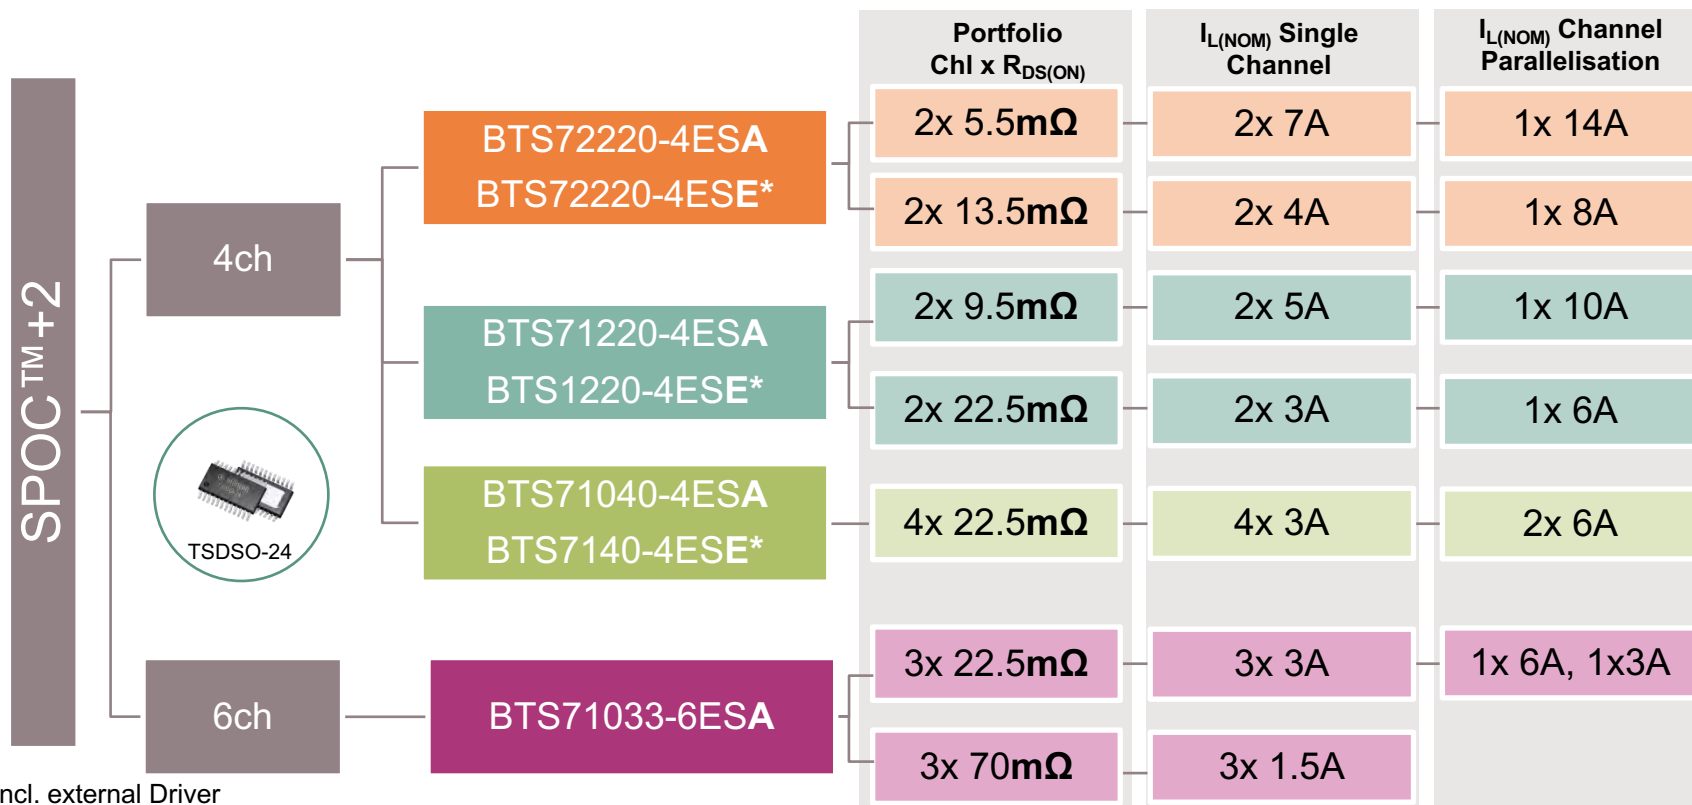 Portfolio
Chl x RDS(ON)
IL(NOM) Single
Channel
IL(NOM) Channel
Parallelisation
SPOC™+2
4ch
BTS72220-4ESA
BTS72220-4ESE*
2x 5.5mΩ
2x 7A
1x 14A
2x 13.5mΩ
2x 4A
1x 8A
BTS71220-4ESA
BTS1220-4ESE*
2x 9.5mΩ
2x 5A
1x 10A
2x 22.5mΩ
2x 3A
1x 6A
TSDSO-24
BTS71040-4ESA
BTS7140-4ESE*
4x 22.5mΩ
4x 3A
2x 6A
6ch
BTS71033-6ESA
3x 22.5mΩ
3x 3A
1x 6A, 1x3A
3x 70mΩ
3x 1.5A
ncl. external Driver